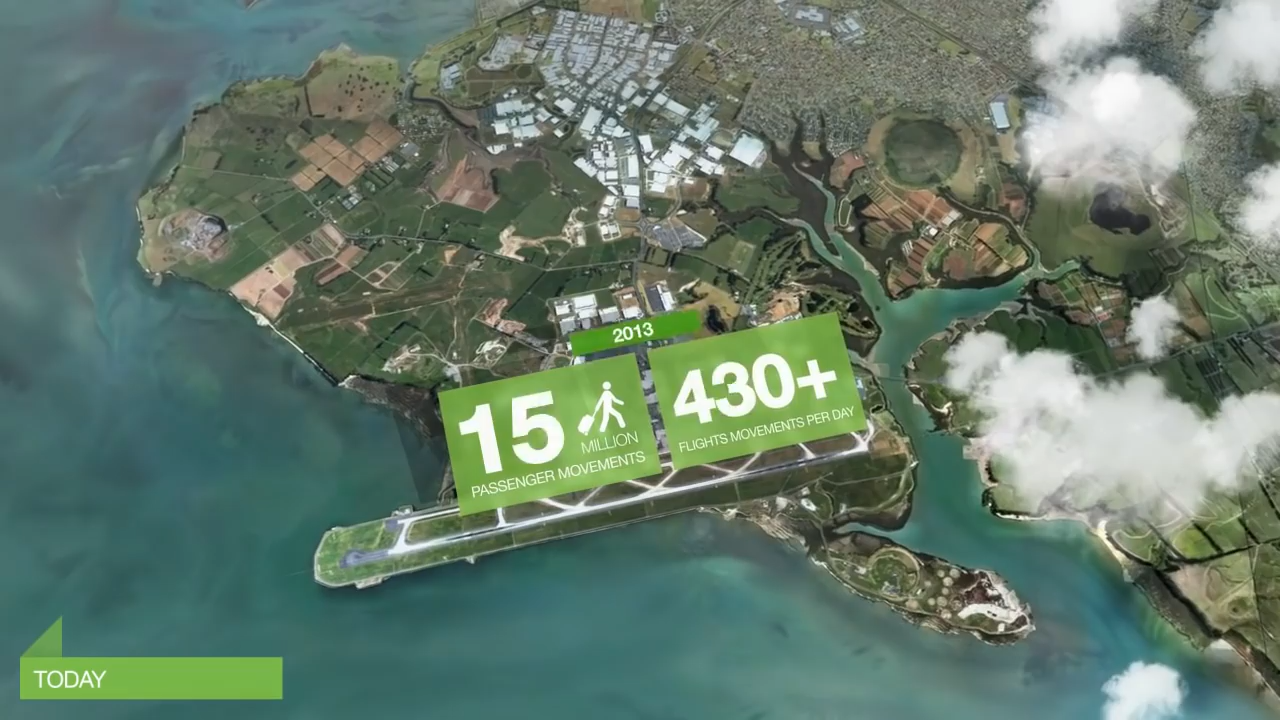 2013
15
MILLION
PASSENGER MOVEMENTS
430+
FLIGHTS MOVEMENTS PER DAY
TODAY